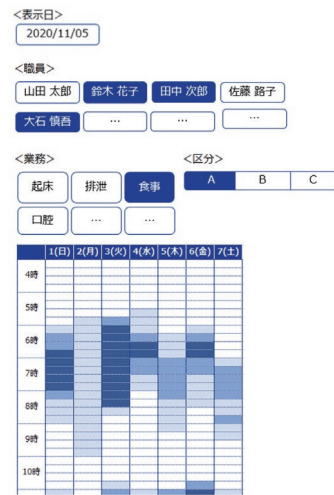 <表示日>
2020/11/05
<職員>
山田 太郎 鈴木 花子 田中 次郎 佐藤 路子
大石 慎吾 … … …
<業務> <区分>
起床 排泄 食事 A B C
口腔 … …
1(日) 2(月) 3(火) 4(水) 5(木) 6(金) 7(土)
4時
5時
6時
7時
8時
9時
10時